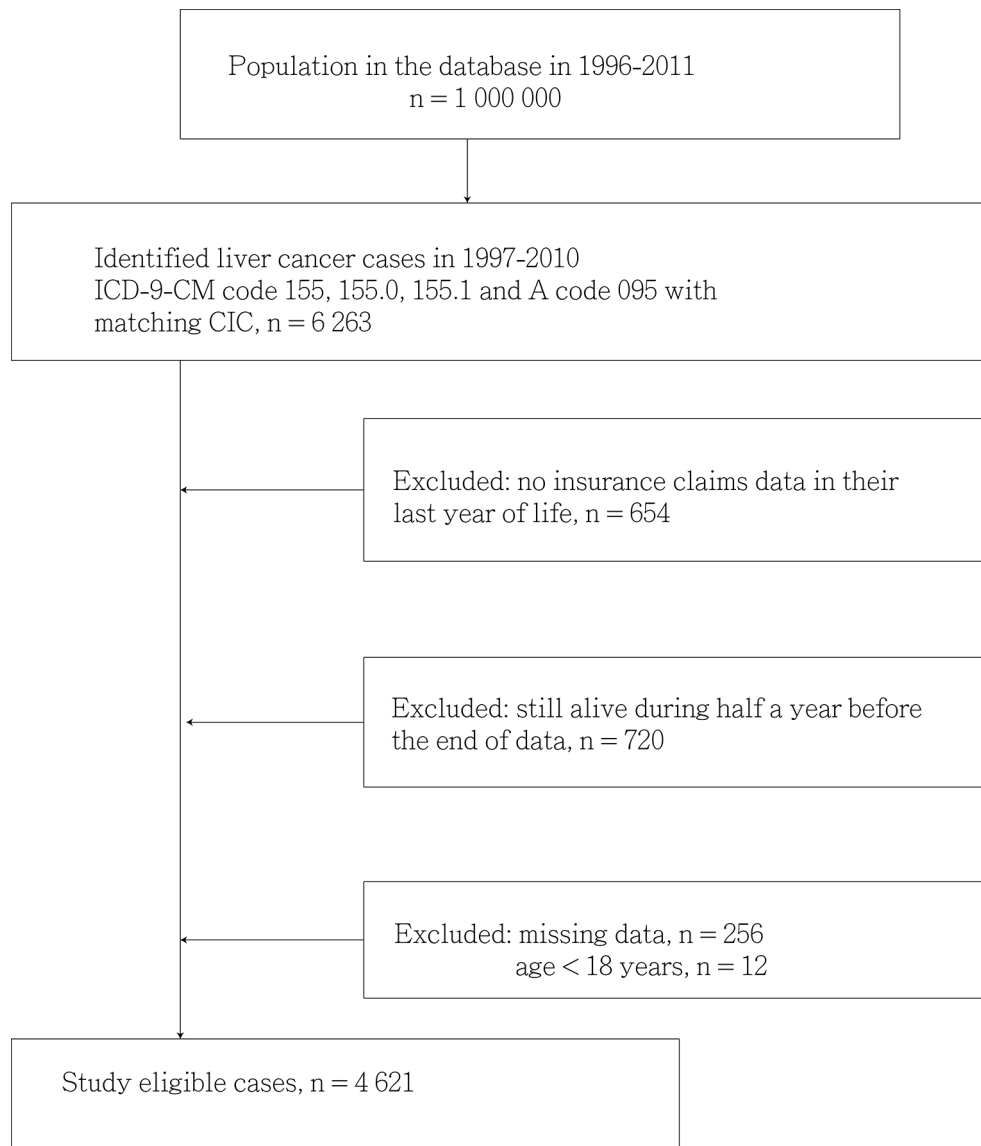 Population in the database in 1996-2011
n = 1 000 000
Identified liver cancer cases in 1997-2010
ICD-9-CM code 155, 155.0, 155.1 and A code 095 with
matching CIC, n = 6 263
Excluded: no insurance claims data in their
last year of life, n = 654
Excluded: still alive during half a year before
the end of data, n = 720
Excluded: missing data, n = 256
age < 18 years, n = 12
Study eligible cases, n = 4 621